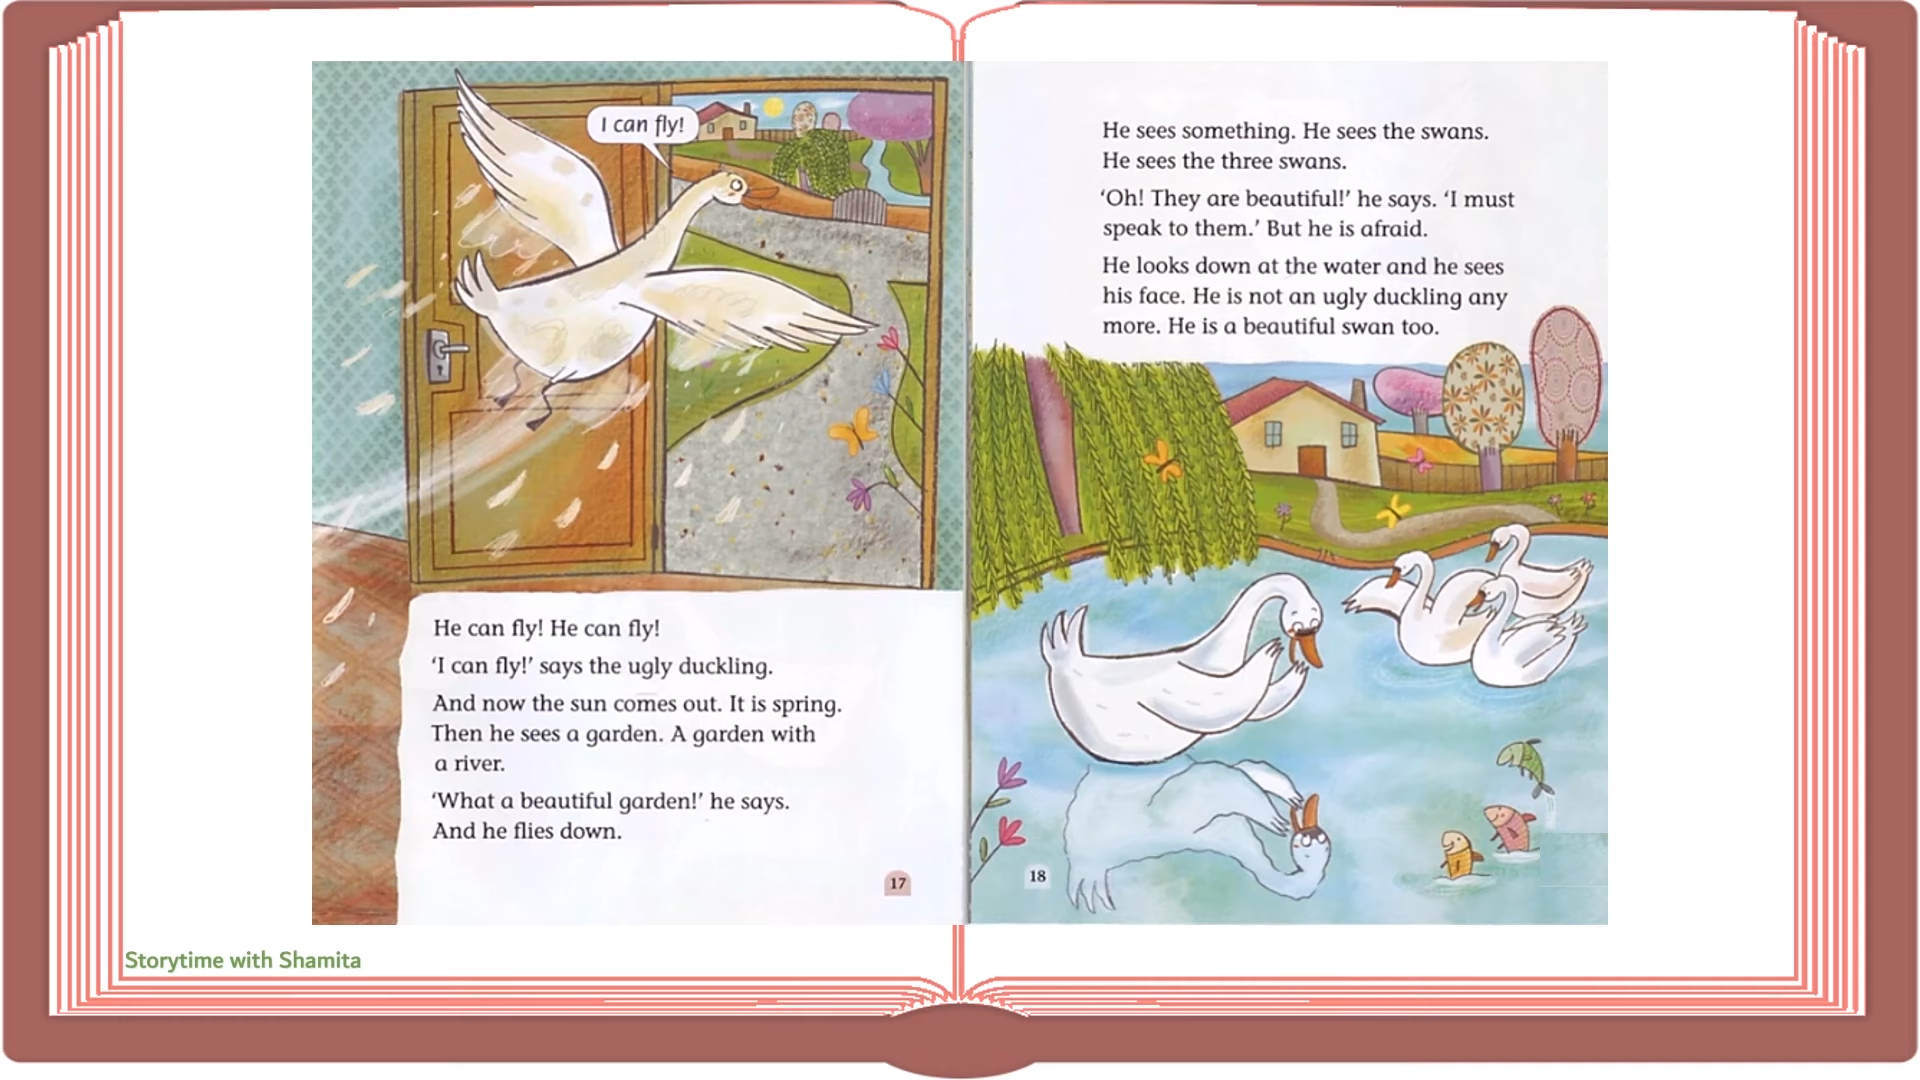 I can fly!
He can fly! He can fly!
‘I can fly!’ says the ugly duckling.
And now the sun comes out. It is spring.
Then he sees a garden. A garden with
a river.
‘What a beautiful garden!’ he says.
And he flies down.
17
He sees something. He sees the swans.
He sees the three swans.
‘Oh! They are beautiful!’ he says. ‘I must
speak to them.’ But he is afraid.
He looks down at the water and he sees
his face. He is not an ugly duckling any
more. He is a beautiful swan too.
18
Storytime with Shamita